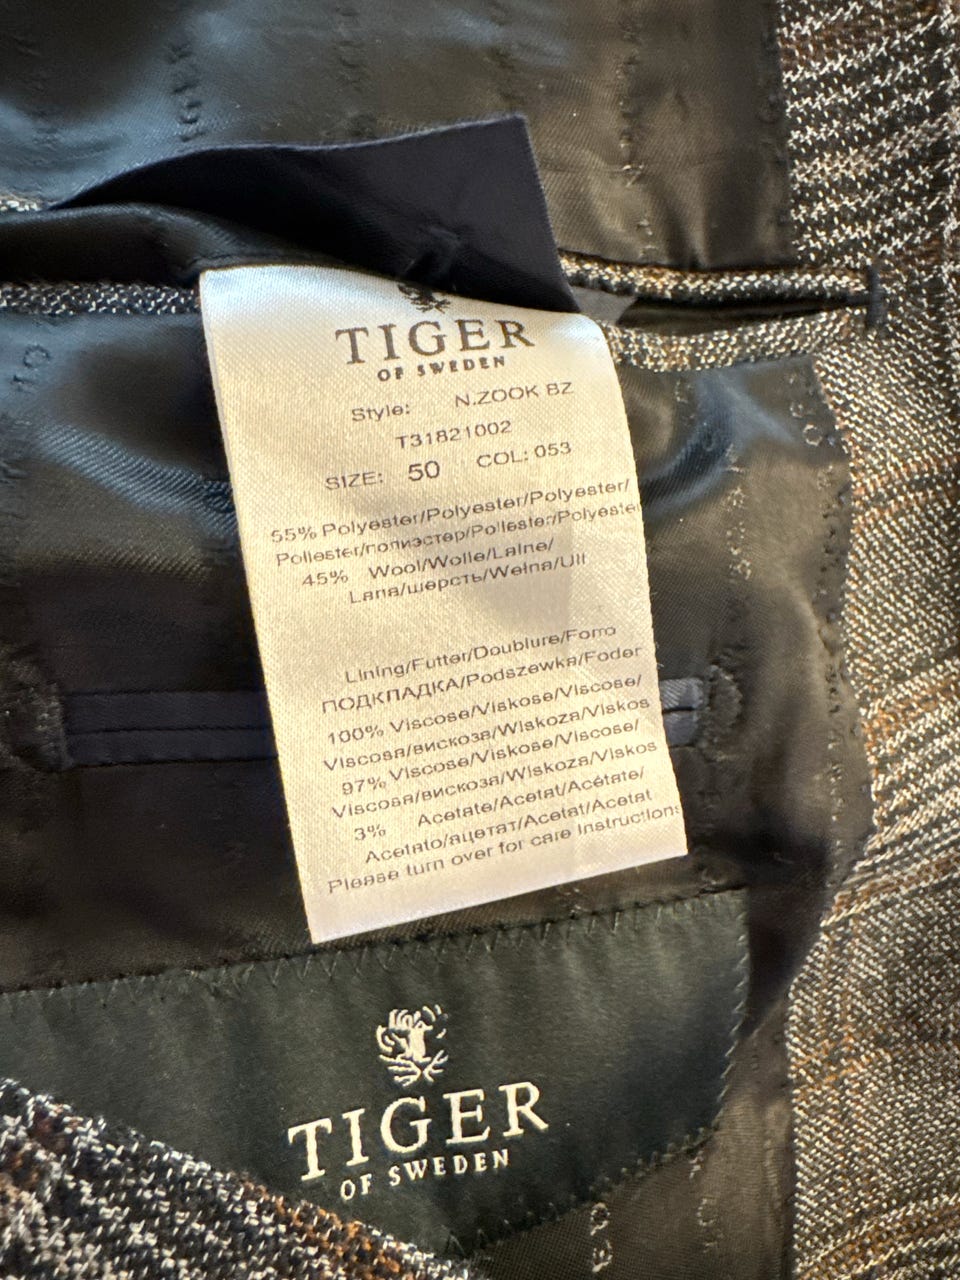 TIGER
OF SWEDEN
Style: N.ZOOK BZ
T31821002
SIZE: 50 COL: 053
55% Polyester/Polyester/Polyester/
Poliester/полиэстер/Poliester/Polyester
45% Wool/Wolle/Laine/
Lana/шерсть/Wełna/Ull
Lining/Futter/Doublure/Forro
ПОДКЛАДКА/Podszewka/Foder
100% Viscose/Viskose/Viscose/
Viscosa/вискоза/Wiskoza/Viskos
97% Viscose/Viskose/Viscose/
Viscosa/вискоза/Wiskoza/Viskos
3% Acetate/Acetat/Acétate/
Acetato/ацетат/Acetat/Acetat
Please turn over for care instructions
TIGER
OF SWEDEN